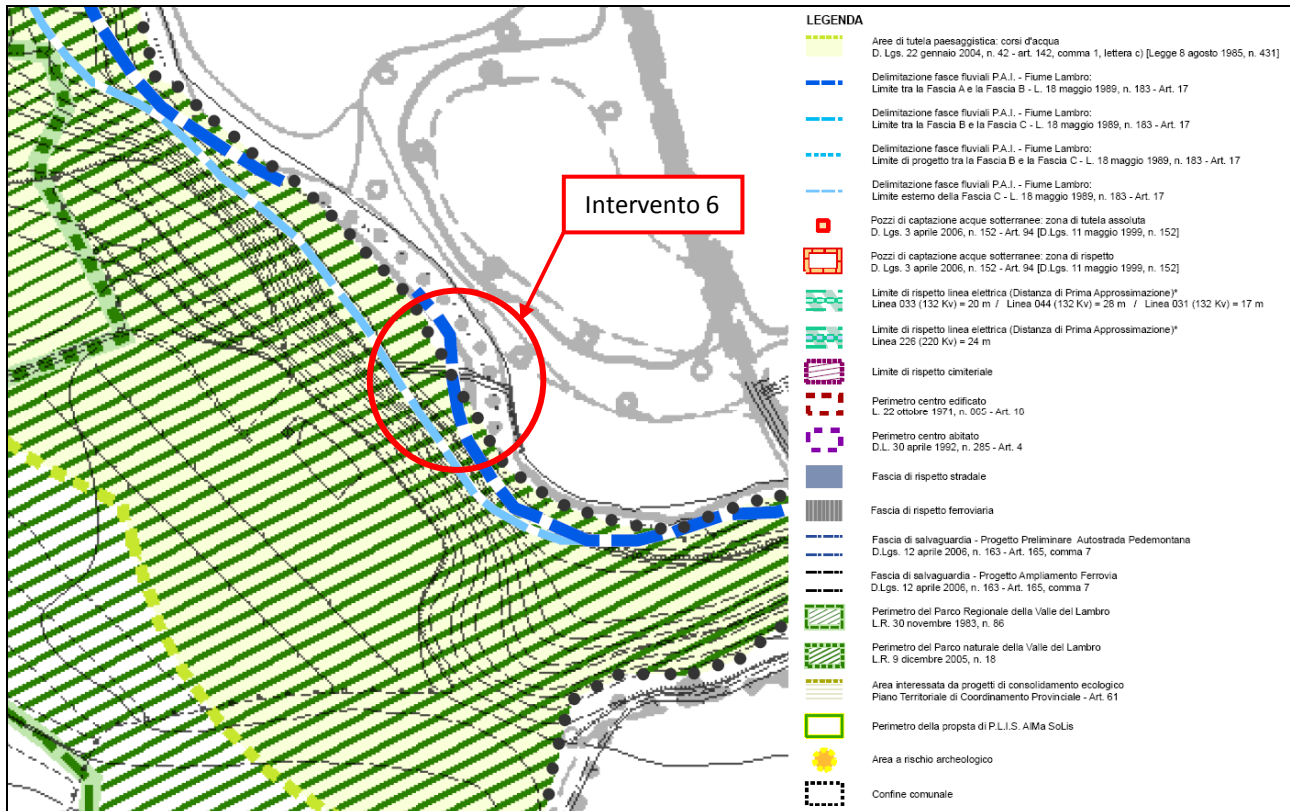 LEGENDA
Aree di tutela paesaggistica: corsi d'acqua
D. Lgs. 22 gennaio 2004, n. 42 - art. 142, comma 1, lettera c) [Legge 8 agosto 1985, n. 431]
Delimitazione fasce fluviali P.A.I. - Fiume Lambro:
Limite tra la Fascia A e la Fascia B - L. 18 maggio 1989, n. 183 - Art. 17
Delimitazione fasce fluviali P.A.I. - Fiume Lambro:
Limite tra la Fascia B e la Fascia C - L. 18 maggio 1989, n. 183 - Art. 17
Delimitazione fasce fluviali P.A.I. - Fiume Lambro:
Limite di progetto tra la Fascia B e la Fascia C - L. 18 maggio 1989, n. 183 - Art. 17
Delimitazione fasce fluviali P.A.I. - Fiume Lambro:
Limite esterno della Fascia C - L. 18 maggio 1989, n. 183 - Art. 17
Pozzi di captazione acque sotterranee: zona di tutela assoluta
D. Lgs. 3 aprile 2006, n. 152 - Art. 94 [D.Lgs. 11 maggio 1999, n. 152]
Pozzi di captazione acque sotterranee: zona di rispetto
D. Lgs. 3 aprile 2006, n. 152 - Art. 94 [D.Lgs. 11 maggio 1999, n. 152]
Limite di rispetto linea elettrica (Distanza di Prima Approssimazione)*
Linea 033 (132 Kv) = 20 m / Linea 044 (132 Kv) = 28 m / Linea 031 (132 Kv) = 17 m
Limite di rispetto linea elettrica (Distanza di Prima Approssimazione)*
Linea 226 (220 Kv) = 24 m
Limite di rispetto cimiteriale
Perimetro centro edificato
L. 22 ottobre 1971, n. 865 - Art. 18
Perimetro centro abitato
D.L. 30 aprile 1992, n. 285 - Art. 4
Fascia di rispetto stradale
Fascia di rispetto ferroviaria
Fascia di salvaguardia - Progetto Preliminare Autostrada Pedemontana
D.Lgs. 12 aprile 2006, n. 163 - Art. 165, comma 7
Fascia di salvaguardia - Progetto Ampliamento Ferrovia
D.Lgs. 12 aprile 2006, n. 163 - Art. 165, comma 7
Perimetro del Parco Regionale della Valle del Lambro
L.R. 30 novembre 1983, n. 86
Perimetro del Parco naturale della Valle del Lambro
L.R. 9 dicembre 2005, n. 18
Area interessata da progetti di consolidamento ecologico
Piano Territoriale di Coordinamento Provinciale - Art. 61
Perimetro della propsta di P.L.I.S. AlMa SoLis
Area a rischio archeologico
Confine comunale
Intervento 6